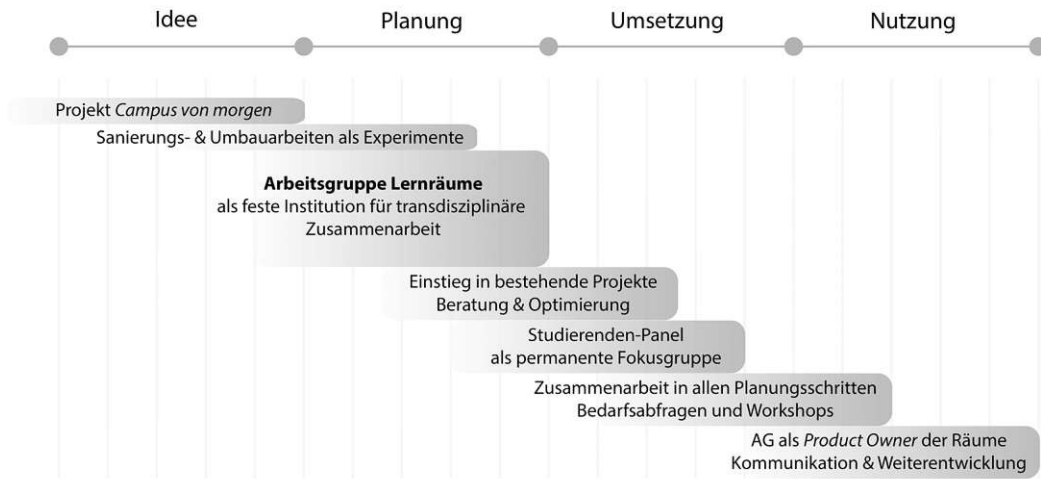 Idee Planung Umsetzung Nutzung
Projekt Campus von morgen
Sanierungs- & Umbauarbeiten als Experimente
Arbeitsgruppe Lernräume
als feste Institution für transdisziplinäre
Zusammenarbeit
Einstieg in bestehende Projekte
Beratung & Optimierung
Studierenden-Panel
als permanente Fokusgruppe
Zusammenarbeit in allen Planungsschritten
Bedarfsabfragen und Workshops
AG als Product Owner der Räume
Kommunikation & Weiterentwicklung